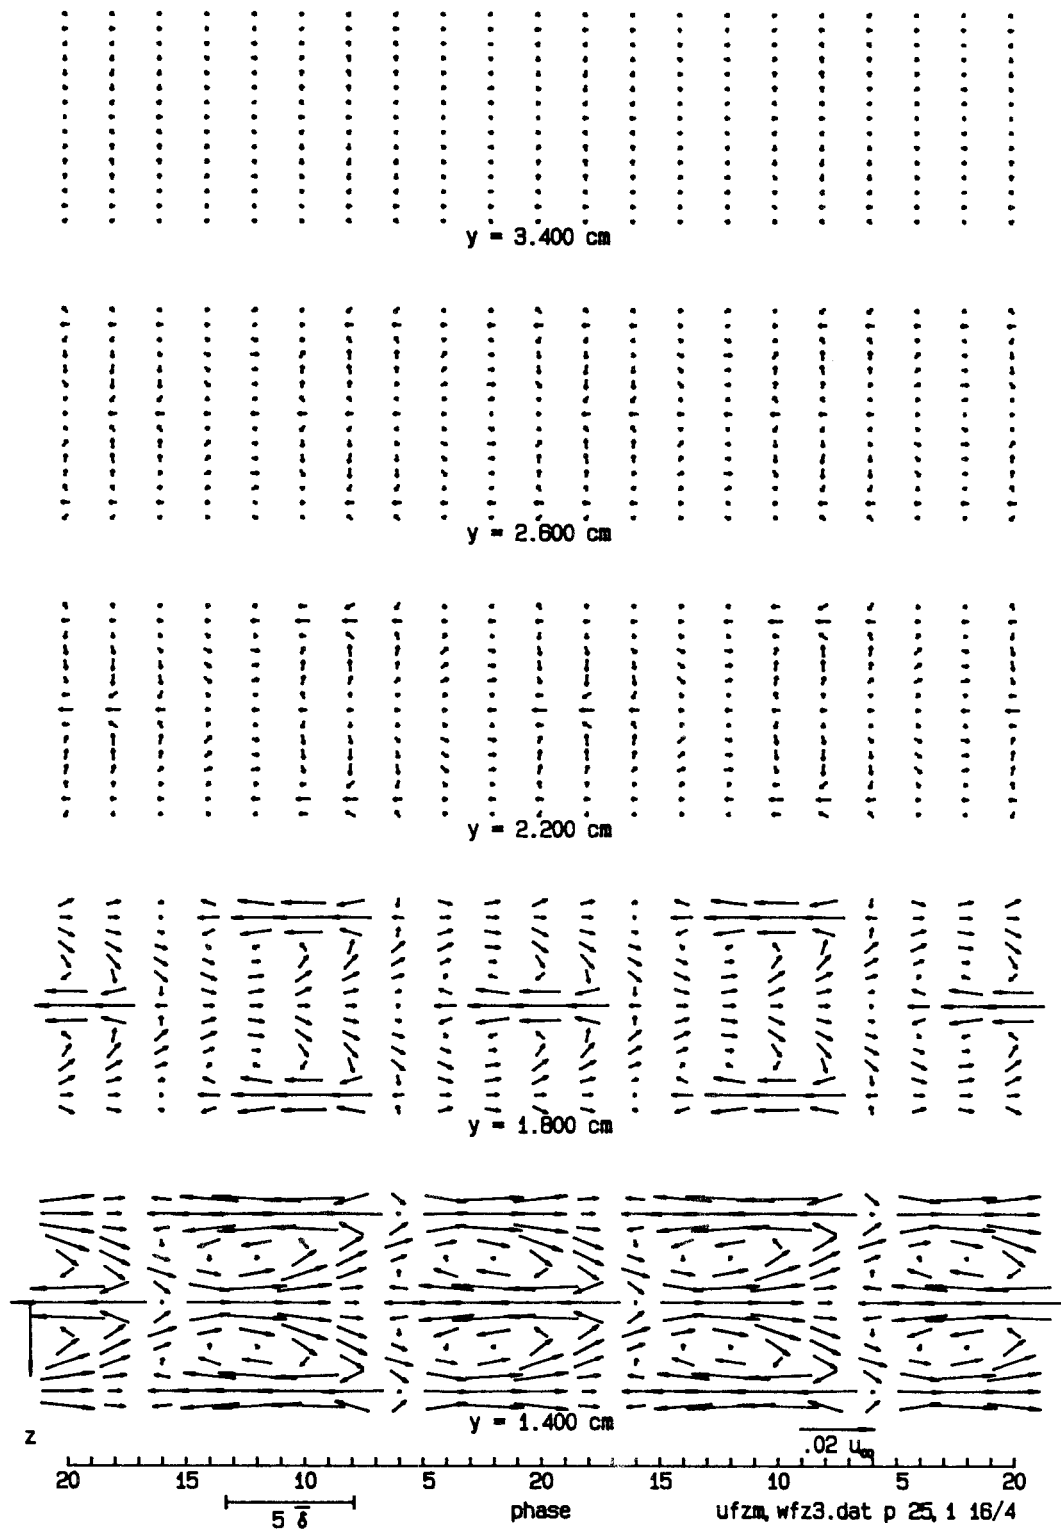 y = 3.400 cm
y = 2.600 cm
y = 2.200 cm
y = 1.800 cm
y = 1.400 cm
z
.02 u∞
20 15 10 5 20 15 10 5 20
5 δ̅
phase
ufzm, wfz3.dat p 25, 1 16/4